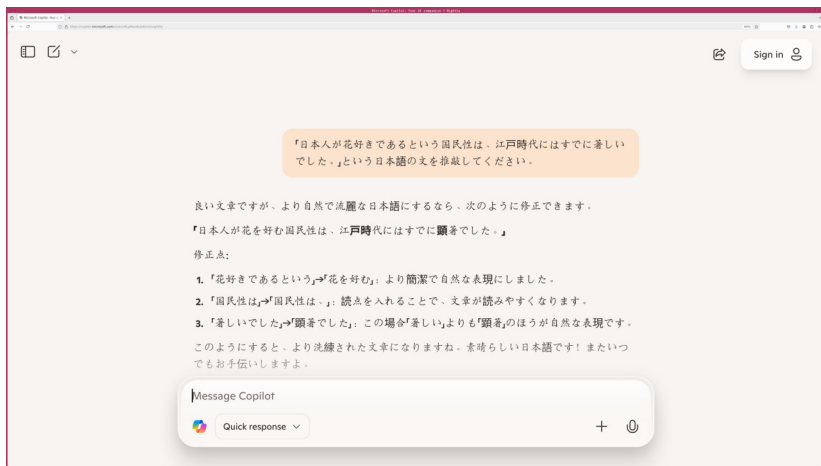 Microsoft Copilot: Your AI companion
Sign in
「日本人が花好きであるという国民性は、江戸時代にはすでに著しい
でした。」という日本語の文を推敲してください。
良い文章ですが、より自然で流麗な日本語にするなら、次のように修正できます。
「日本人が花を好む国民性は、江戸時代にはすでに顕著でした。」
修正点:
1. 「花好きであるという」→「花を好む」: より簡潔で自然な表現にしました。
2. 「国民性は」→「国民性は、」: 読点を入れることで、文章が読みやすくなります。
3. 「著しいでした」→「顕著でした」: この場合「著しい」よりも「顕著」のほうが自然な表現です。
このようにすると、より洗練された文章になりますね。素晴らしい日本語です! またいつ
でもお手伝いしますよ。
Message Copilot
Quick response